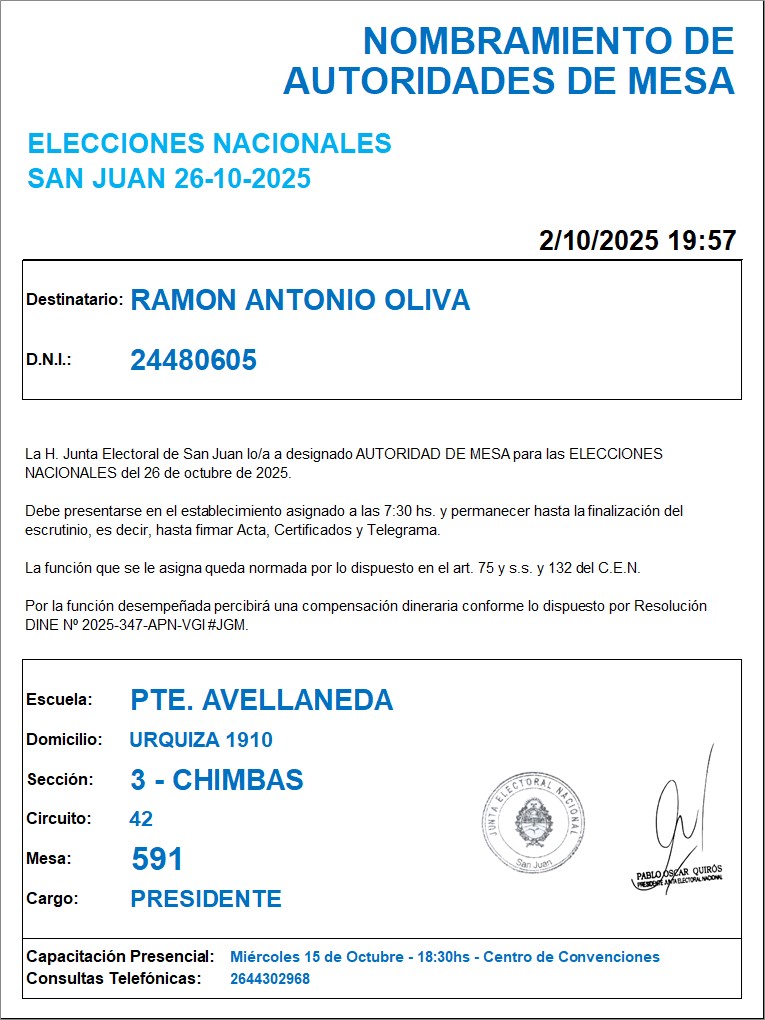 NOMBRAMIENTO DE
AUTORIDADES DE MESA
ELECCIONES NACIONALES
SAN JUAN 26-10-2025
2/10/2025 19:57
Destinatario: RAMON ANTONIO OLIVA
D.N.I.: 24480605
La H. Junta Electoral de San Juan lo/a a designado AUTORIDAD DE MESA para las ELECCIONES
NACIONALES del 26 de octubre de 2025.
Debe presentarse en el establecimiento asignado a las 7:30 hs. y permanecer hasta la finalización del
escrutinio, es decir, hasta firmar Acta, Certificados y Telegrama.
La función que se le asigna queda normada por lo dispuesto en el art. 75 y s.s. y 132 del C.E.N.
Por la función desempeñada percibirá una compensación dineraria conforme lo dispuesto por Resolución
DINE Nº 2025-347-APN-VGI#JGM.
Escuela: PTE. AVELLANEDA
Domicilio: URQUIZA 1910
Sección: 3 - CHIMBAS
Circuito: 42
Mesa: 591
Cargo: PRESIDENTE
JUNTA ELECTORAL NACIONAL
San Juan
PABLO OSCAR QUIRÓS
PRESIDENTE JUNTA ELECTORAL NACIONAL
Capacitación Presencial: Miércoles 15 de Octubre - 18:30hs - Centro de Convenciones
Consultas Telefónicas: 2644302968